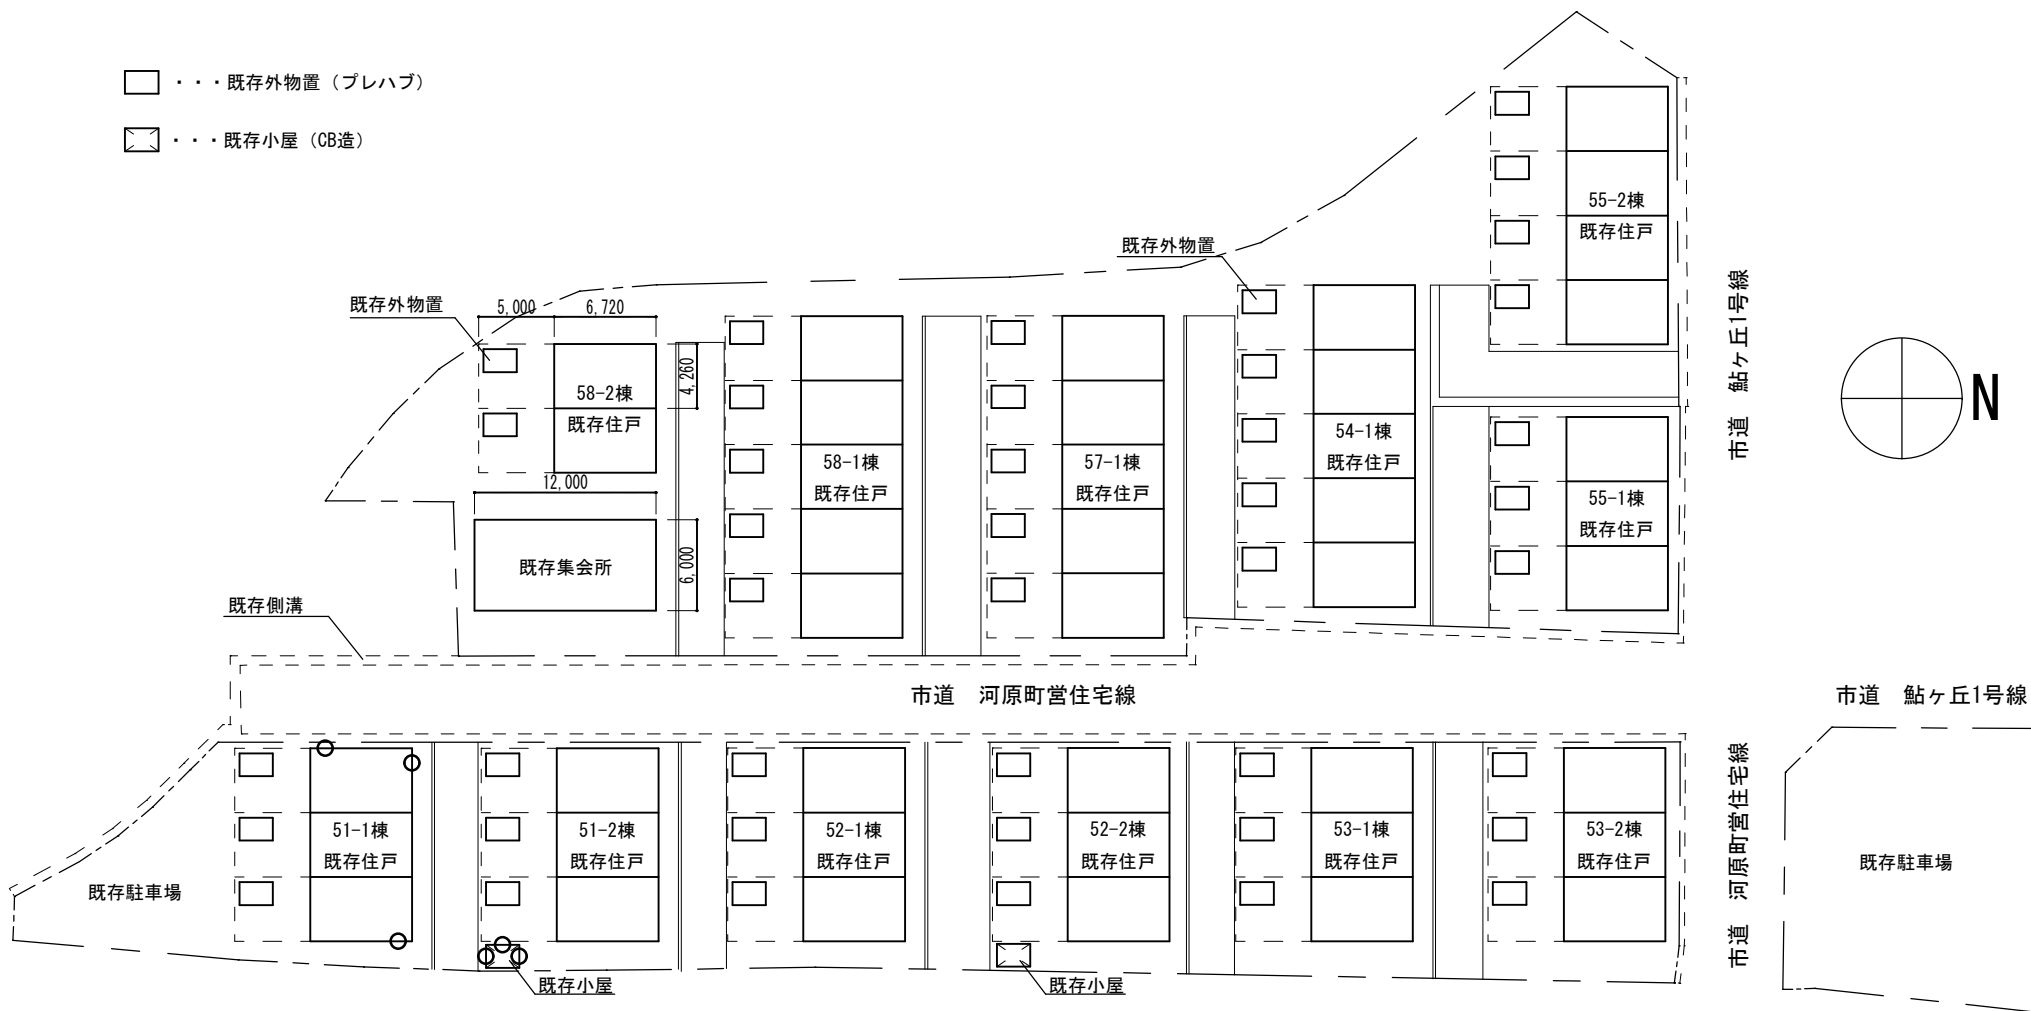 ・・・既存外物置（プレハブ）
・・・既存小屋（CB造）
55-2棟
既存住戸
既存外物置
既存外物置
5,000
6,720
4,260
58-2棟
既存住戸
12,000
6,000
既存集会所
58-1棟
既存住戸
57-1棟
既存住戸
54-1棟
既存住戸
55-1棟
既存住戸
市道　鮎ヶ丘1号線
N
既存側溝
市道　河原町営住宅線
市道　鮎ヶ丘1号線
51-1棟
既存住戸
51-2棟
既存住戸
52-1棟
既存住戸
52-2棟
既存住戸
53-1棟
既存住戸
53-2棟
既存住戸
市道　河原町営住宅線
既存駐車場
既存駐車場
既存小屋
既存小屋